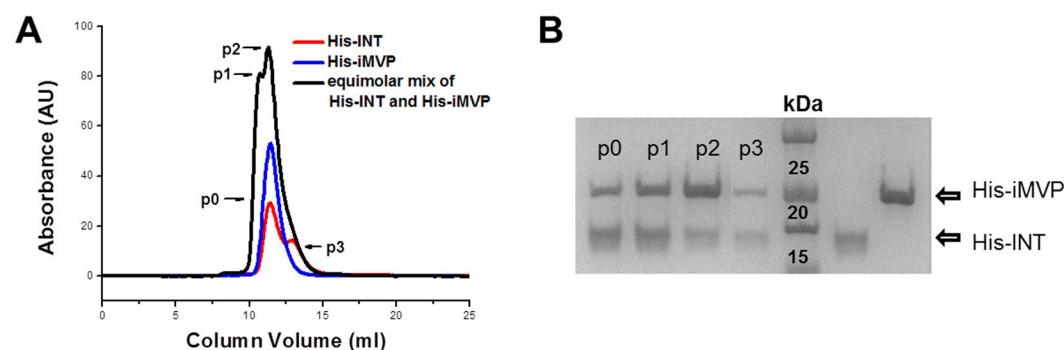 A
Absorbance (AU)
100
80
60
40
20
0
0
5
10
15
20
25
Column Volume (ml)
p2
p1
p0
p3
His-INT
His-iMVP
equimolar mix of
His-INT and His-iMVP
B
kDa
p0 p1 p2 p3
25
20
15
His-iMVP
His-INT